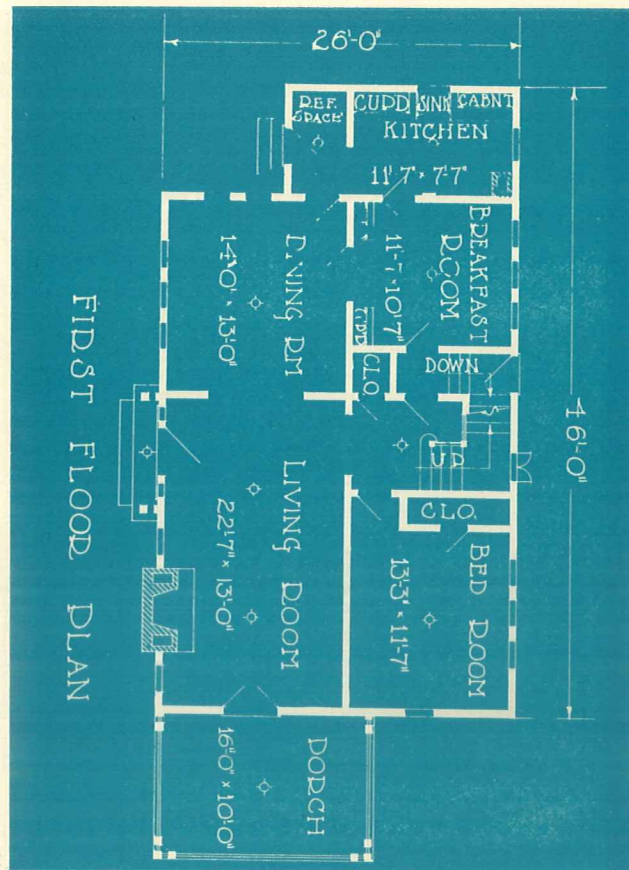 26'-0"
REF.
SPACE
CUPD
SINK
CABNT
KITCHEN
11'7" × 7'7"
BREAKFAST
ROOM
11'-7 × 10'7"
CUPD
DINING RM
14'0" × 13'-0"
CLO.
DOWN
UP
46'-0"
LIVING ROOM
22'7" × 13'-0"
CLO.
BED ROOM
13'-3" × 11'-7"
PORCH
16'-0" × 10'-0"
FIRST FLOOR PLAN